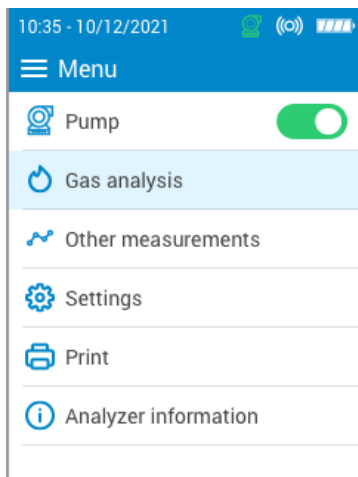 10:35 - 10/12/2021
Menu
Pump
Gas analysis
Other measurements
Settings
Print
Analyzer information